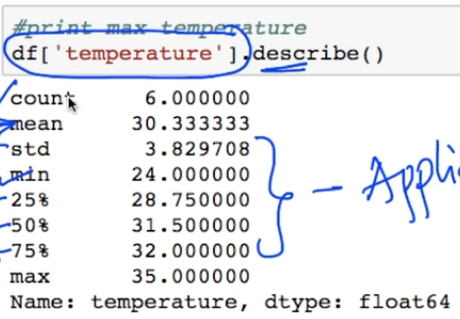 #print max temperature
df['temperature'].describe()
count 6.000000
mean 30.333333
std 3.829708
min 24.000000
25% 28.750000
50% 31.500000
75% 32.000000
max 35.000000
Name: temperature, dtype: float64